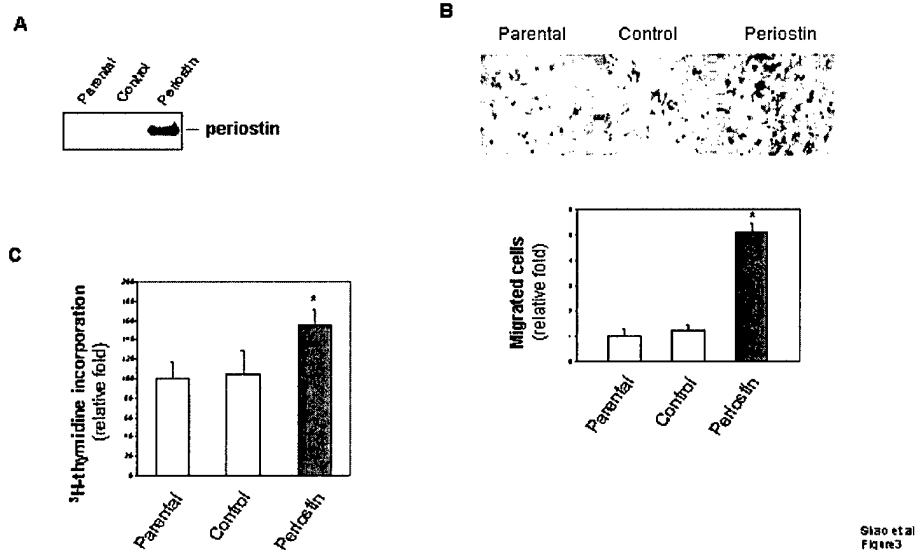 A
Parental
Control
Periostin
periostin
B
Parental Control Periostin
*
Migrated cells
(relative fold)
Parental
Control
Periostin
C
³H-thymidine incorporation
(relative fold)
*
Parental
Control
Periostin
Shao et al
Figure3